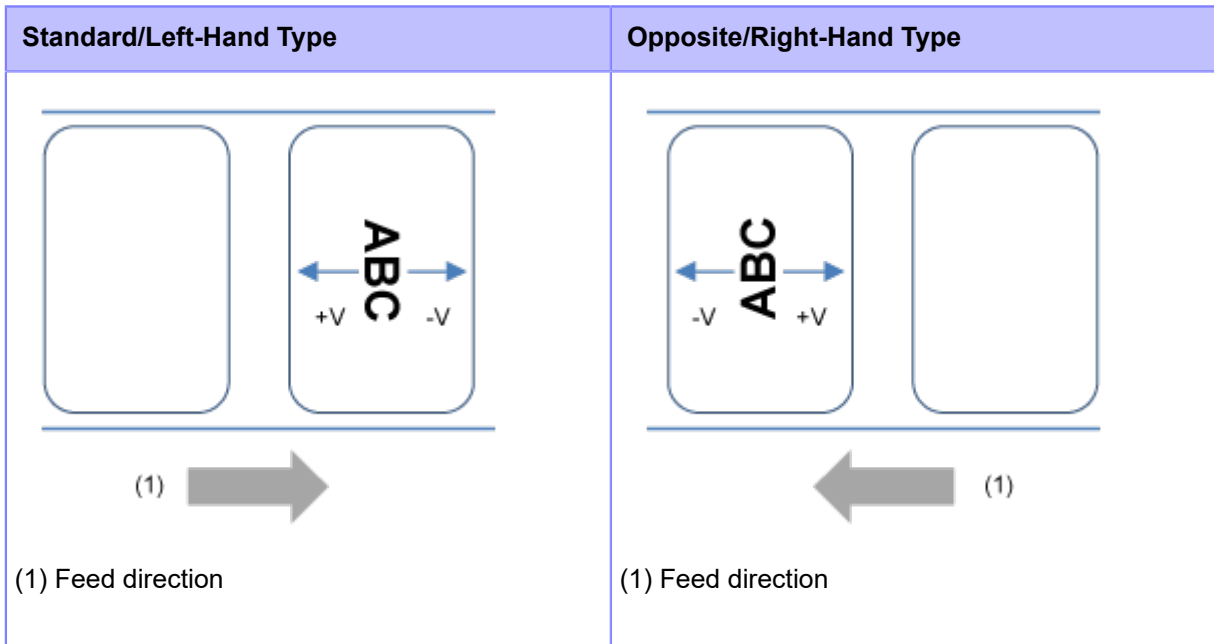 Standard/Left-Hand Type
Opposite/Right-Hand Type
ABC
+V -V
(1)
(1) Feed direction
ABC
-V +V
(1)
(1) Feed direction